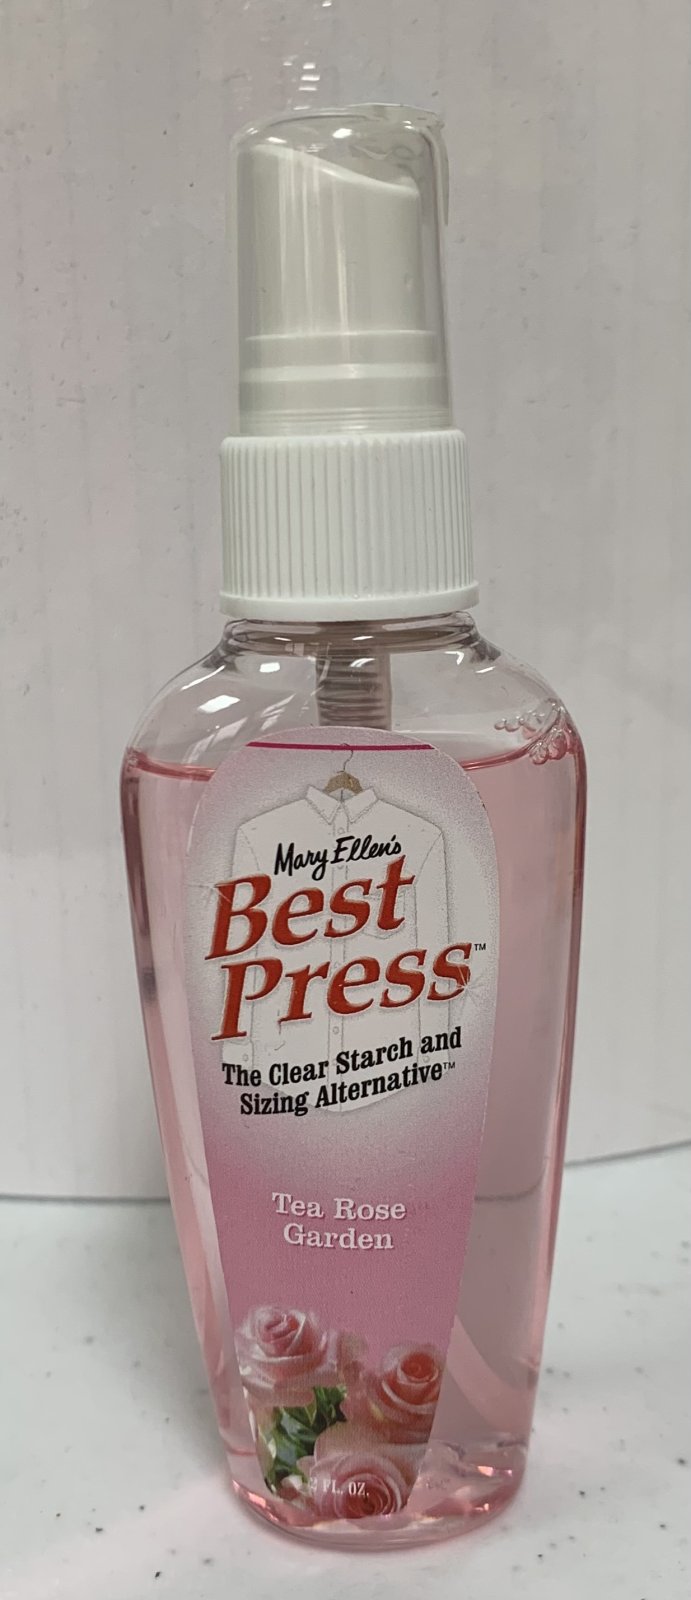 Mary Ellen's
Best
Press™
The Clear Starch and
Sizing Alternative™
Tea Rose
Garden
FL. OZ.